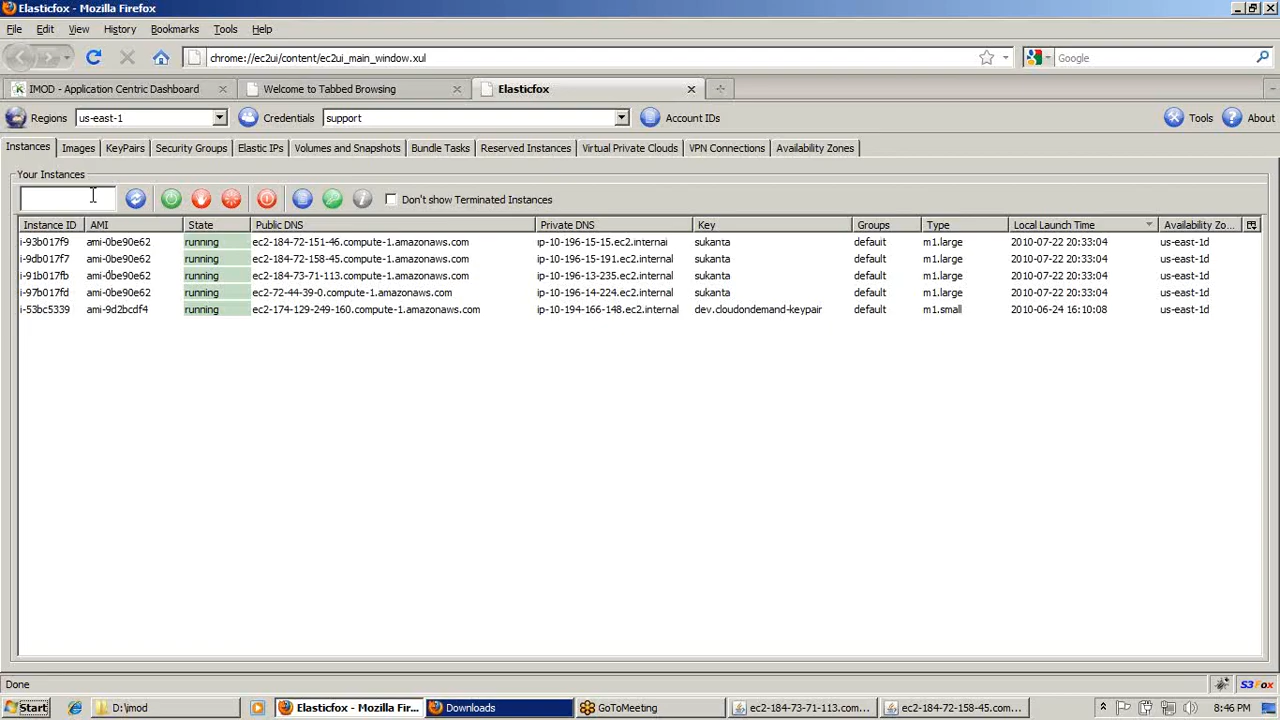 Elasticfox - Mozilla Firefox
File Edit View History Bookmarks Tools Help
chrome://ec2ui/content/ec2ui_main_window.xul Google
IMOD - Application Centric Dashboard Welcome to Tabbed Browsing Elasticfox
Regions us-east-1 Credentials support Account IDs Tools About
Instances Images KeyPairs Security Groups Elastic IPs Volumes and Snapshots Bundle Tasks Reserved Instances Virtual Private Clouds VPN Connections Availability Zones
Your Instances
Don't show Terminated Instances
Instance ID AMI State Public DNS Private DNS Key Groups Type Local Launch Time Availability Zo...
i-93b017f9 ami-0be90e62 running ec2-184-72-151-46.compute-1.amazonaws.com ip-10-196-15-15.ec2.internal sukanta default m1.large 2010-07-22 20:33:04 us-east-1d
i-9db017f7 ami-0be90e62 running ec2-184-72-158-45.compute-1.amazonaws.com ip-10-196-15-191.ec2.internal sukanta default m1.large 2010-07-22 20:33:04 us-east-1d
i-91b017fb ami-0be90e62 running ec2-184-73-71-113.compute-1.amazonaws.com ip-10-196-13-235.ec2.internal sukanta default m1.large 2010-07-22 20:33:04 us-east-1d
i-97b017fd ami-0be90e62 running ec2-72-44-39-0.compute-1.amazonaws.com ip-10-196-14-224.ec2.internal sukanta default m1.large 2010-07-22 20:33:04 us-east-1d
i-53bc5339 ami-9d2bcdf4 running ec2-174-129-249-160.compute-1.amazonaws.com ip-10-194-166-148.ec2.internal dev.cloudondemand-keypair default m1.small 2010-06-24 16:10:08 us-east-1d
Done S3Fox
Start D:\imod Elasticfox - Mozilla Fir... Downloads GoToMeeting ec2-184-73-71-113.com... ec2-184-72-158-45.com... 8:46 PM